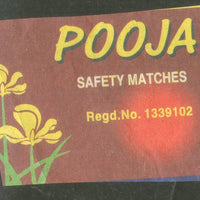 POOJA
SAFETY MATCHES
Regd.No. 1339102